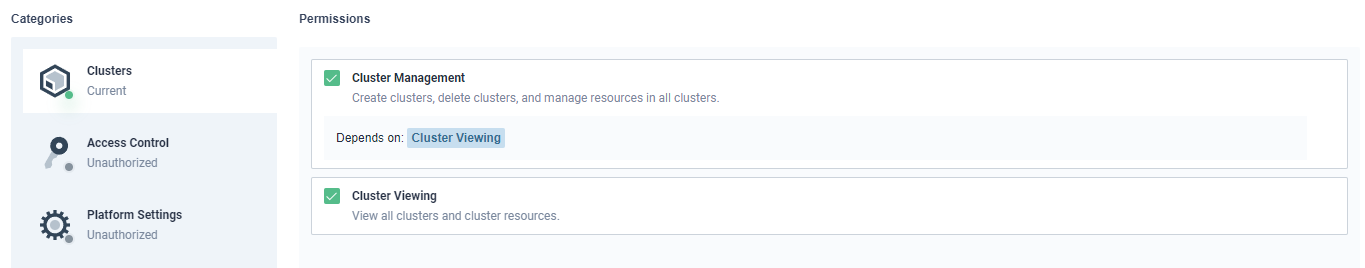 Categories
Permissions
Clusters
Current
Access Control
Unauthorized
Platform Settings
Unauthorized
Cluster Management
Create clusters, delete clusters, and manage resources in all clusters.
Depends on: Cluster Viewing
Cluster Viewing
View all clusters and cluster resources.